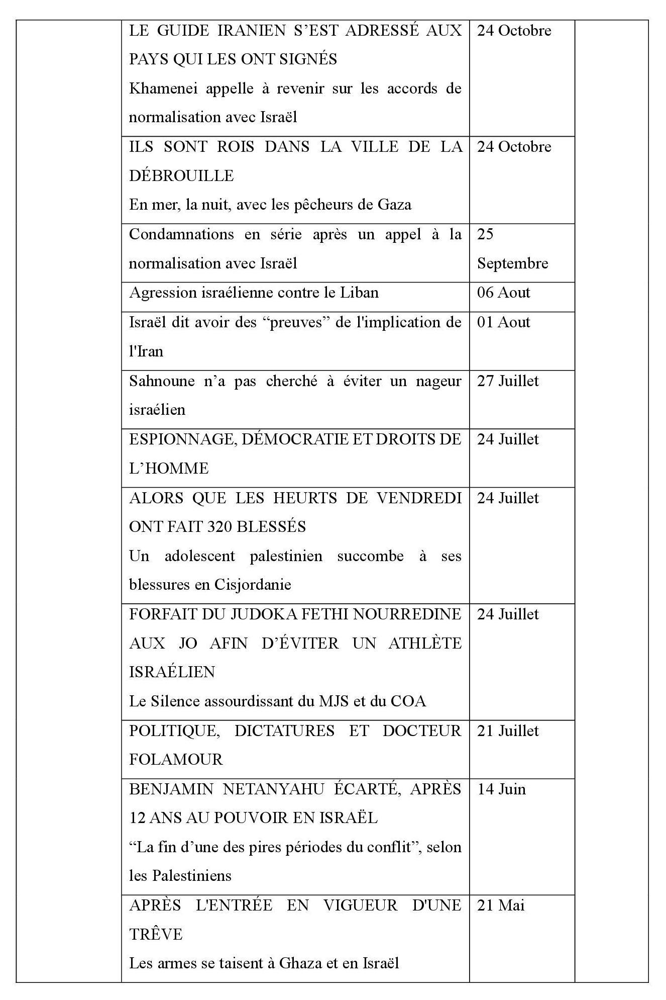 LE GUIDE IRANIEN S’EST ADRESSÉ AUX
24 Octobre
PAYS QUI LES ONT SIGNÉS
Khamenei appelle à revenir sur les accords de
normalisation avec Israël
ILS SONT ROIS DANS LA VILLE DE LA
24 Octobre
DÉBROUILLE
En mer, la nuit, avec les pêcheurs de Gaza
Condamnations en série après un appel à la
25
normalisation avec Israël
Septembre
Agression israélienne contre le Liban
06 Aout
Israël dit avoir des “preuves” de l'implication de
01 Aout
l'Iran
Sahnoune n’a pas cherché à éviter un nageur
27 Juillet
israélien
ESPIONNAGE, DÉMOCRATIE ET DROITS DE
24 Juillet
L’HOMME
ALORS QUE LES HEURTS DE VENDREDI
24 Juillet
ONT FAIT 320 BLESSÉS
Un adolescent palestinien succombe à ses
blessures en Cisjordanie
FORFAIT DU JUDOKA FETHI NOURREDINE
24 Juillet
AUX JO AFIN D’ÉVITER UN ATHLÈTE
ISRAÉLIEN
Le Silence assourdissant du MJS et du COA
POLITIQUE, DICTATURES ET DOCTEUR
21 Juillet
FOLAMOUR
BENJAMIN NETANYAHU ÉCARTÉ, APRÈS
14 Juin
12 ANS AU POUVOIR EN ISRAËL
“La fin d’une des pires périodes du conflit”, selon
les Palestiniens
APRÈS L'ENTRÉE EN VIGUEUR D'UNE
21 Mai
TRÊVE
Les armes se taisent à Ghaza et en Israël